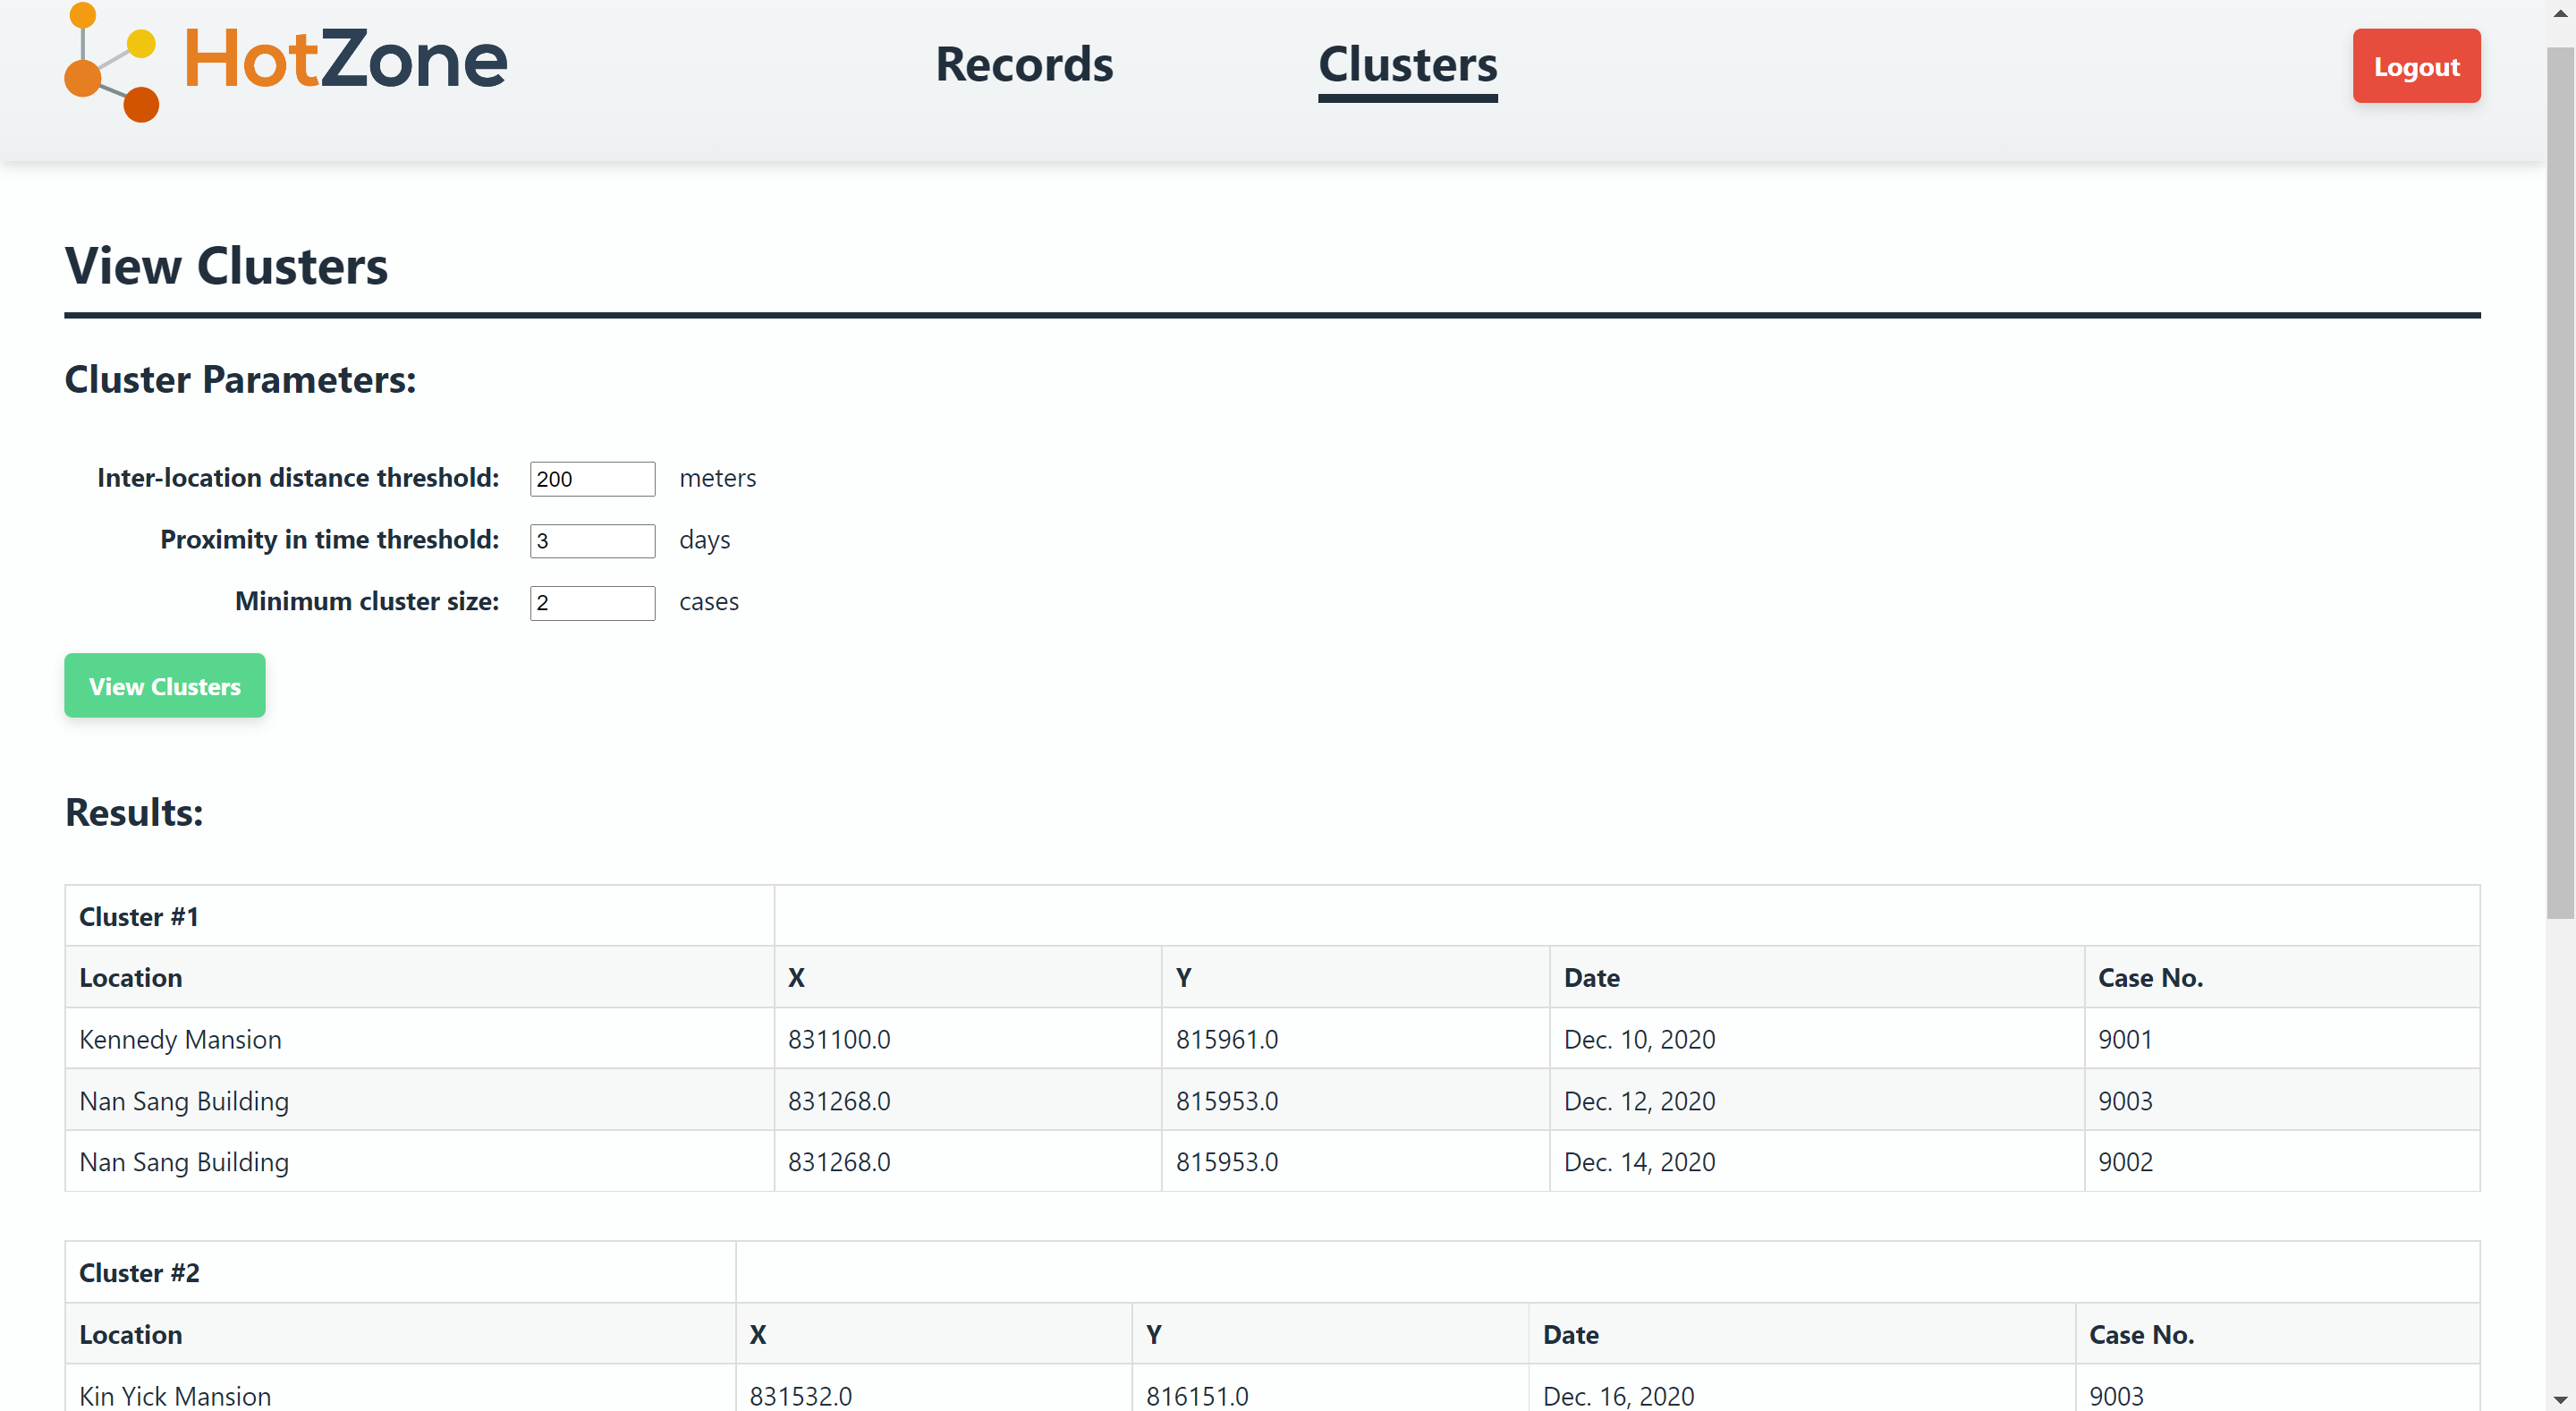 HotZone
Records
Clusters
Logout
View Clusters
Cluster Parameters:
Inter-location distance threshold: 200 meters
Proximity in time threshold: 3 days
Minimum cluster size: 2 cases
View Clusters
Results:
Cluster #1
Location X Y Date Case No.
Kennedy Mansion 831100.0 815961.0 Dec. 10, 2020 9001
Nan Sang Building 831268.0 815953.0 Dec. 12, 2020 9003
Nan Sang Building 831268.0 815953.0 Dec. 14, 2020 9002
Cluster #2
Location X Y Date Case No.
Kin Yick Mansion 831532.0 816151.0 Dec. 16, 2020 9003